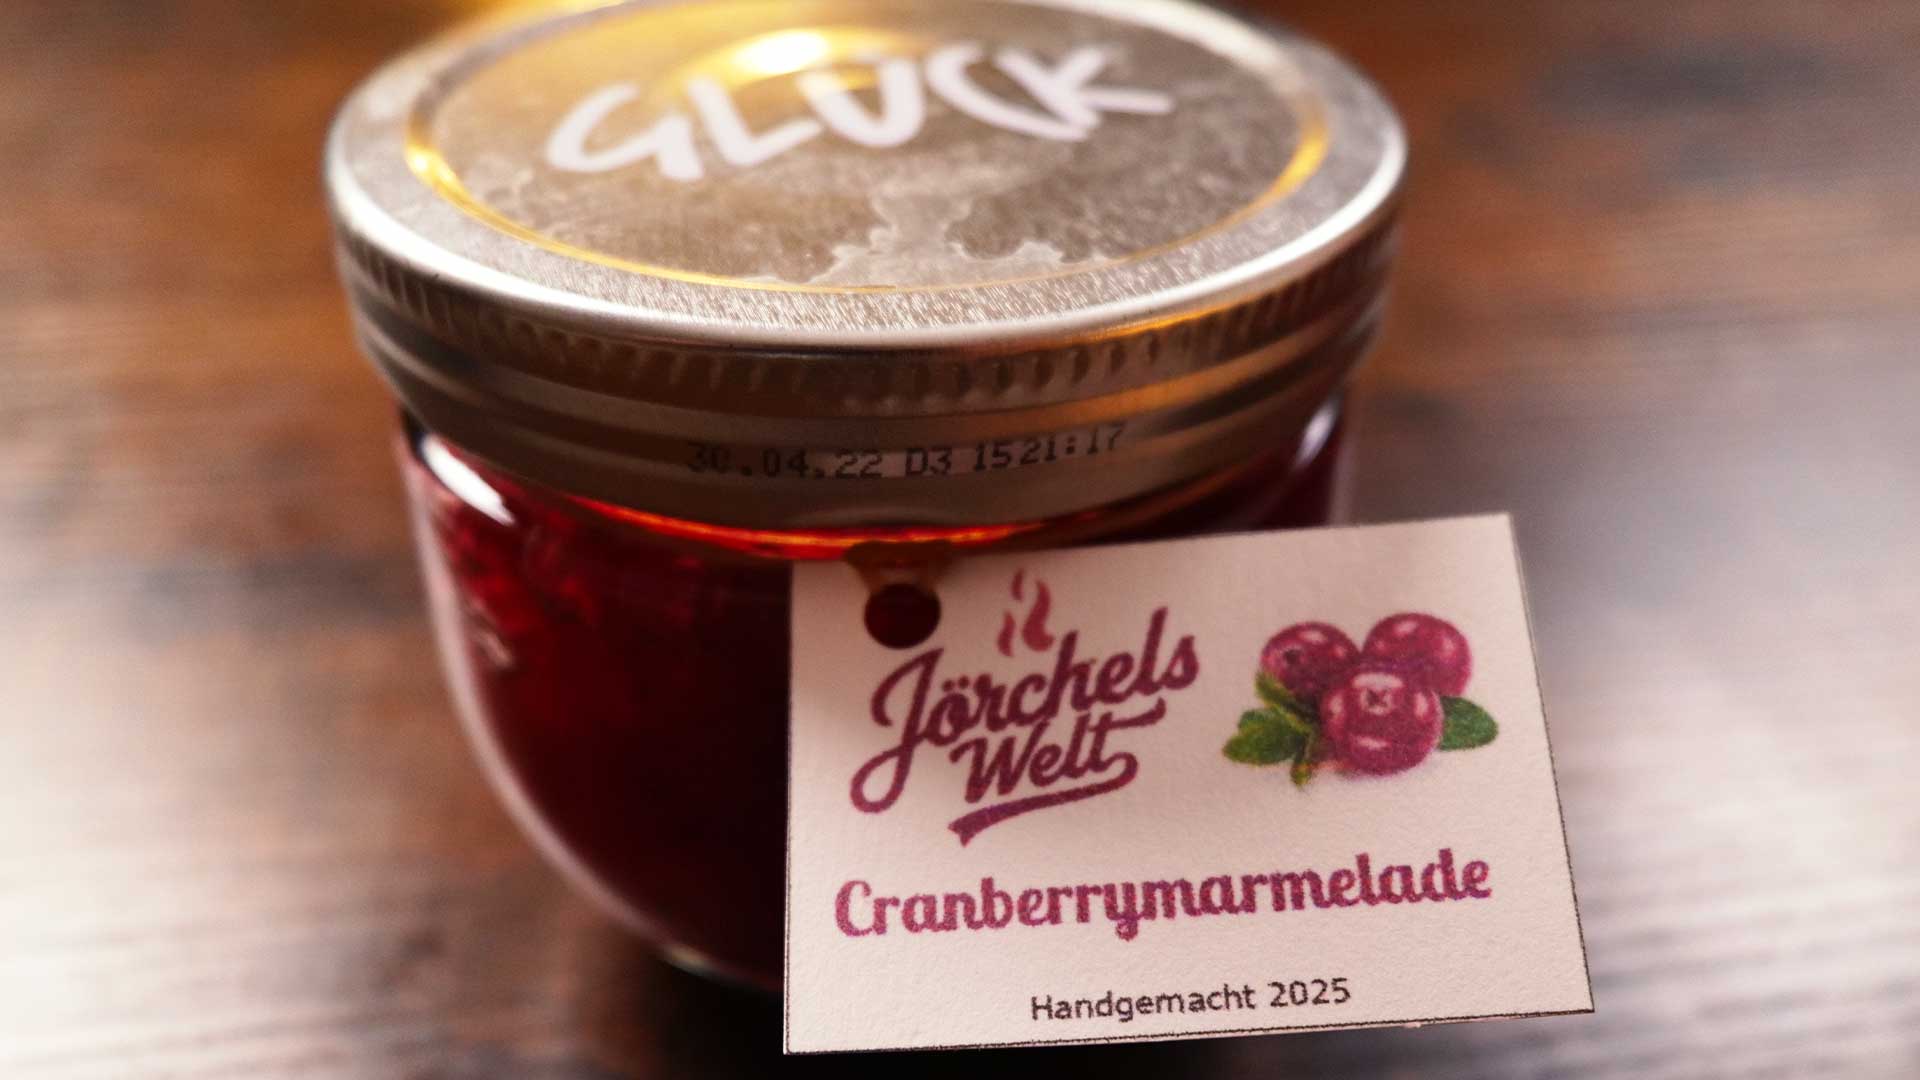 GLÜCK
30.04.22 D3 1521:17
Jörchels
Welt
Cranberrymarmelade
Handgemacht 2025